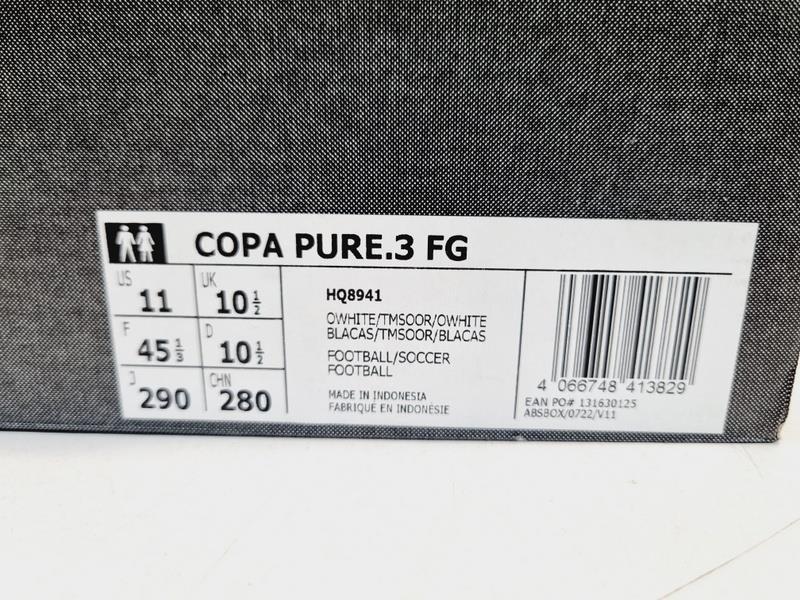 COPA PURE.3 FG
US 11 UK 10 1/2
F 45 1/3 D 10 1/2
J 290 CHN 280
HQ8941
OWHITE/TMSOOR/OWHITE
BLACAS/TMSOOR/BLACAS
FOOTBALL/SOCCER
FOOTBALL
MADE IN INDONESIA
FABRIQUE EN INDONÉSIE
4 066748 413829
EAN PO# 131630125
ABSBOX/0722/V11